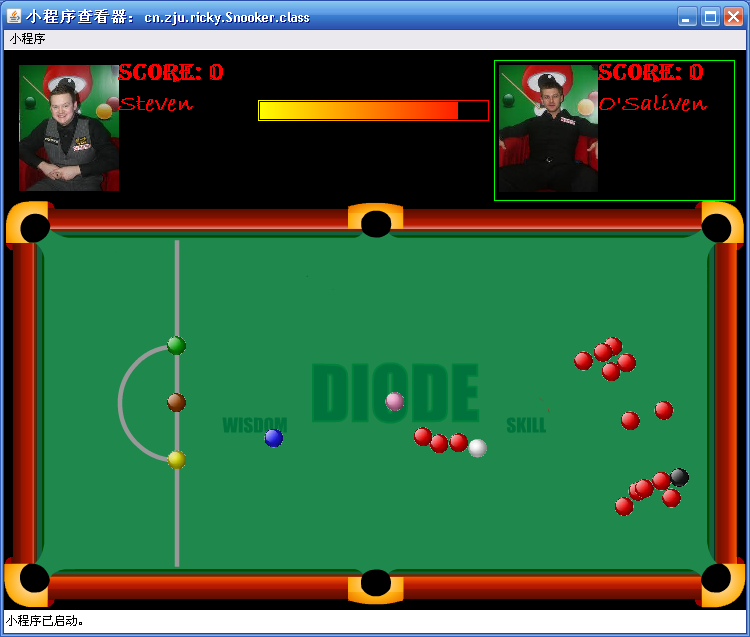 小程序查看器: cn.zju.ricky.Snooker.class
小程序
SCORE: 0
Steven
SCORE: 0
O'Saliven
DIODE
WISDOM
SKILL
小程序已启动。